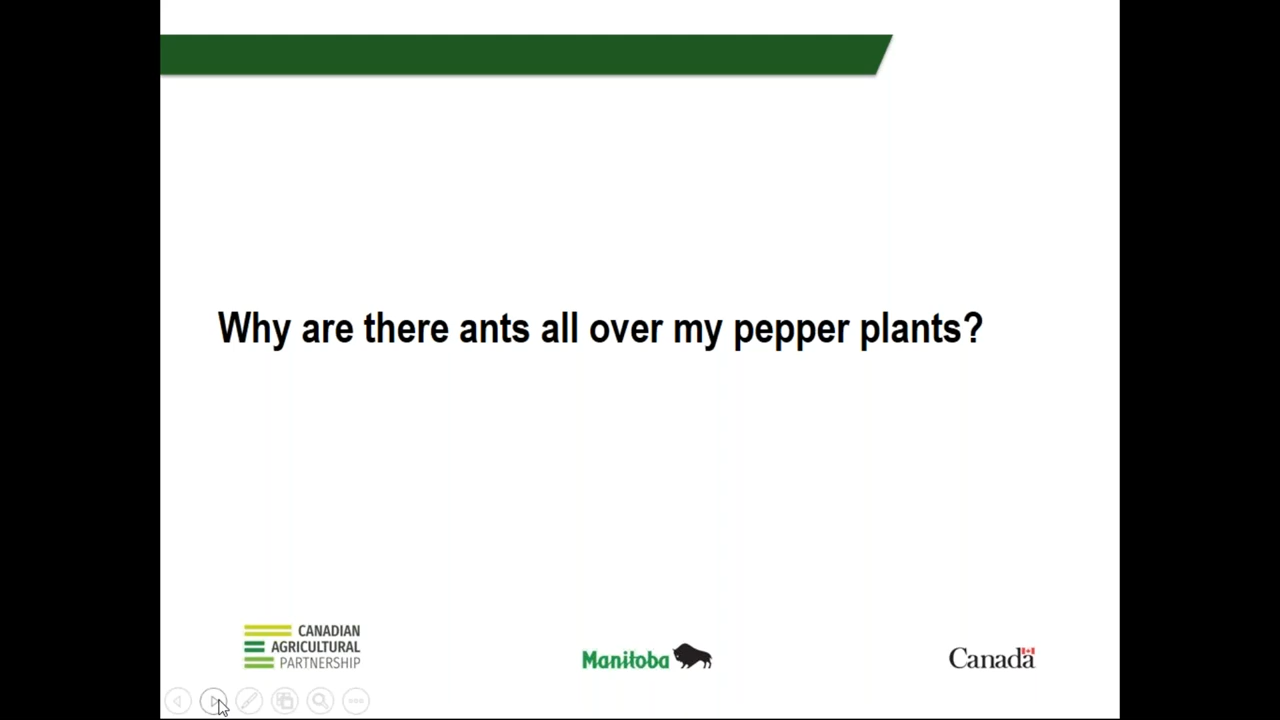 Why are there ants all over my pepper plants?
CANADIAN
AGRICULTURAL
PARTNERSHIP
Manitoba
Canada